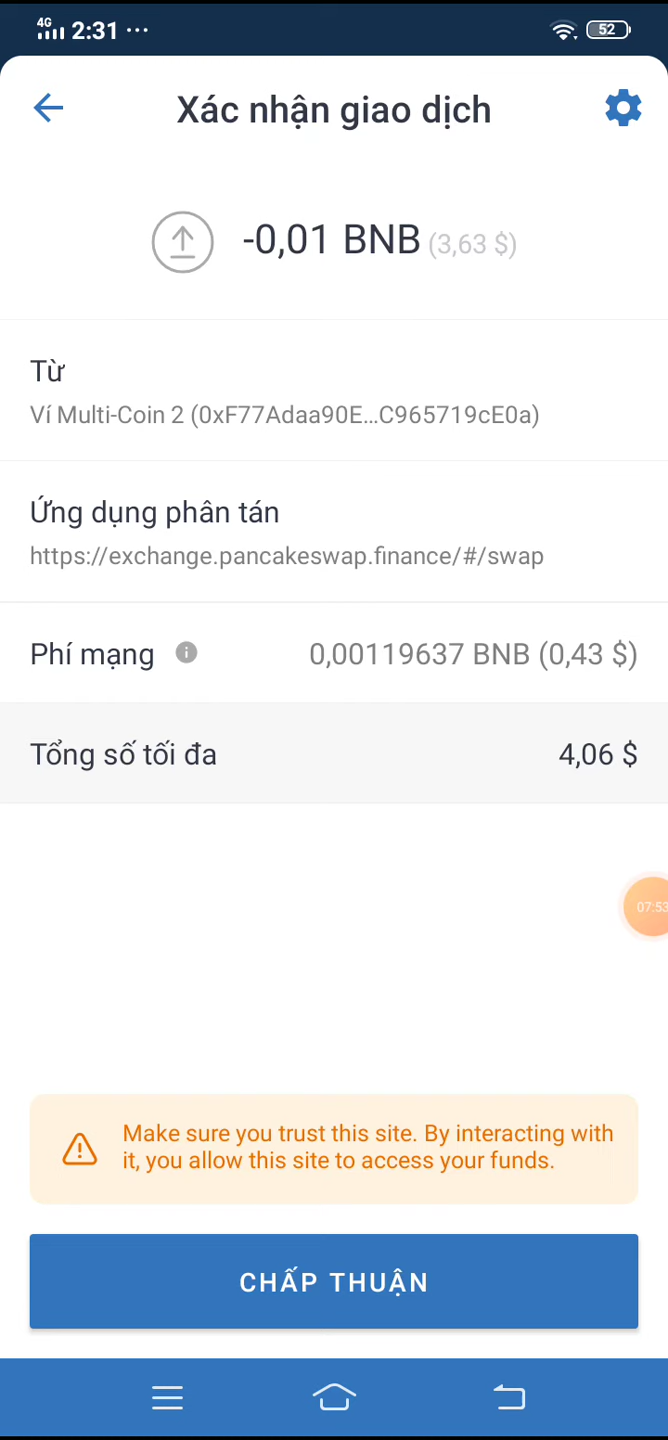 4G 2:31 ... 52
Xác nhận giao dịch
-0,01 BNB (3,63 $)
Từ
Ví Multi-Coin 2 (0xF77Adaa90E...C965719cE0a)
Ứng dụng phân tán
https://exchange.pancakeswap.finance/#/swap
Phí mạng 0,00119637 BNB (0,43 $)
Tổng số tối đa 4,06 $
07:53
Make sure you trust this site. By interacting with
it, you allow this site to access your funds.
CHẤP THUẬN